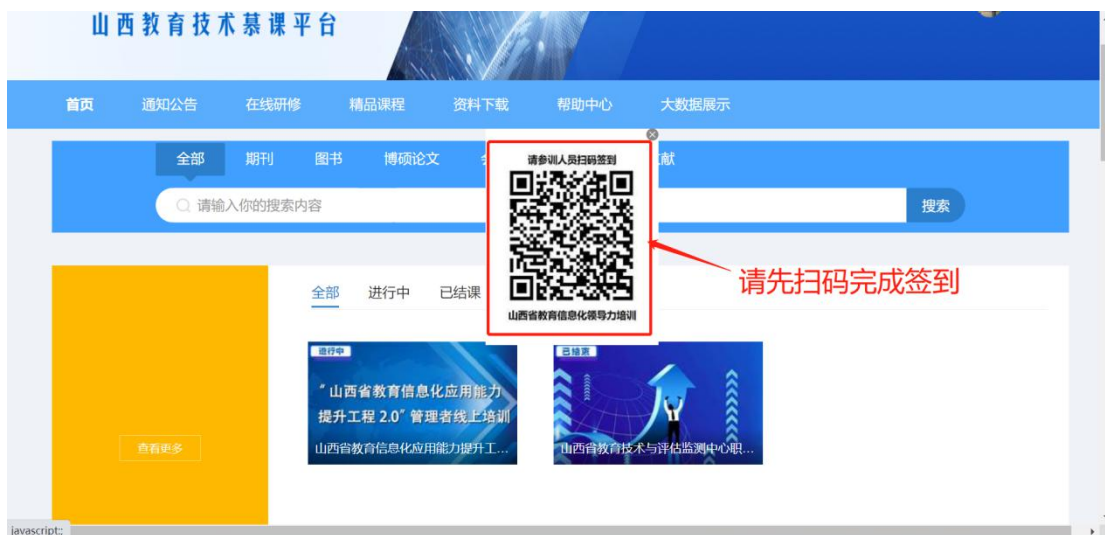 山西教育技术慕课平台
首页 通知公告 在线研修 精品课程 资料下载 帮助中心 大数据展示
全部 期刊 图书 博硕论文 献
请参训人员扫码签到
请输入你的搜索内容 搜索
请先扫码完成签到
全部 进行中 已结课
山西省教育信息化领导力培训
进行中
“山西省教育信息化应用能力
提升工程 2.0”管理者线上培训
山西省教育信息化应用能力提升工...
已结束
山西省教育技术与评估监测中心职...
查看更多
javascript:;